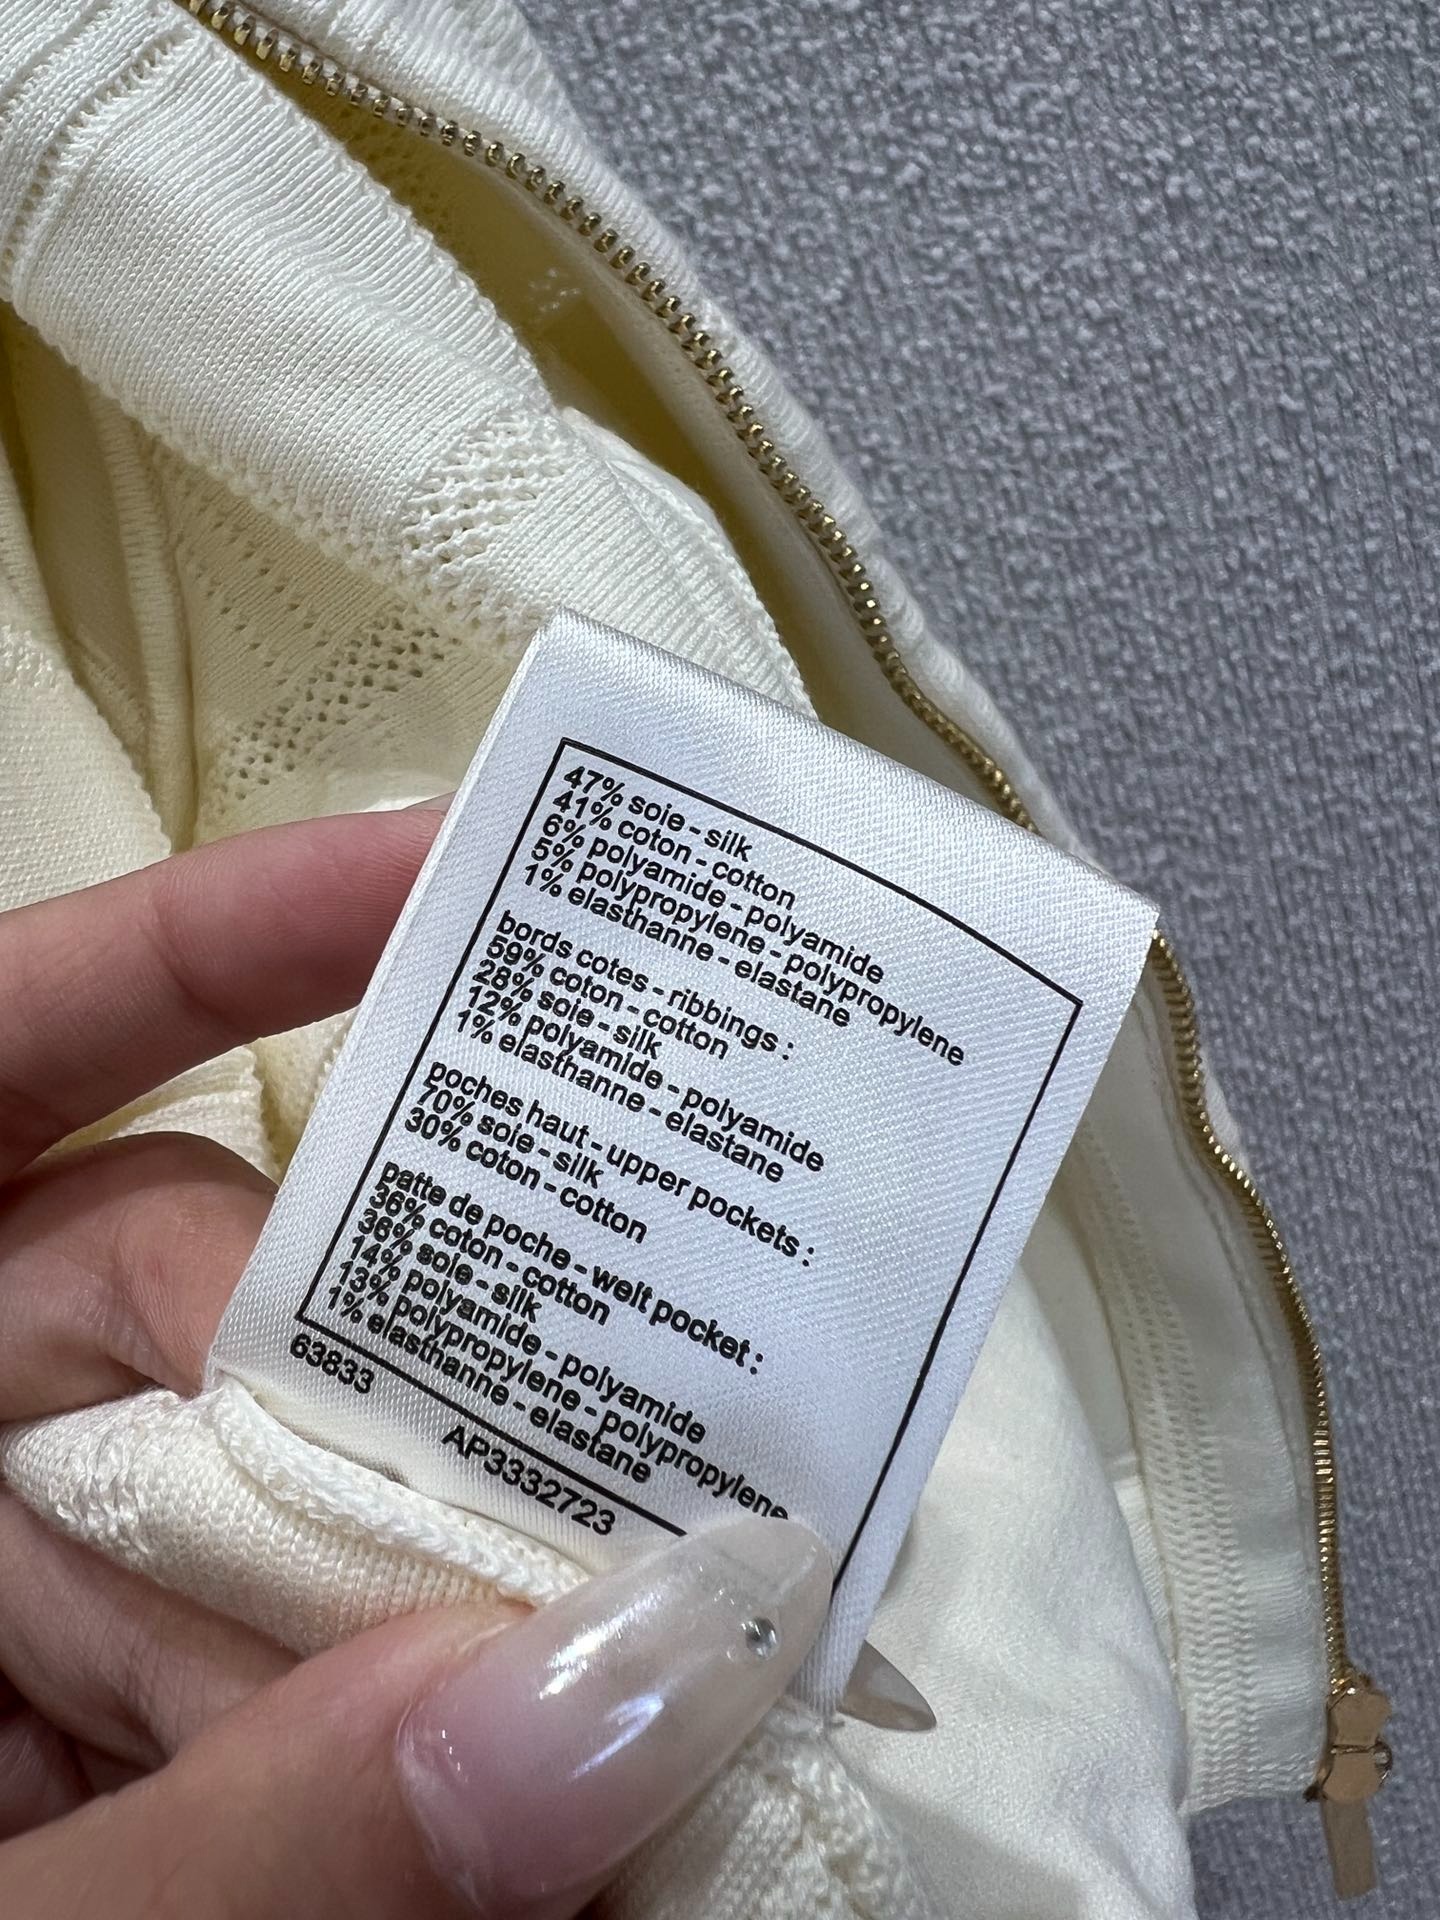 47% soie - silk
41% coton - cotton
6% polyamide - polyamide
5% polypropylene - polypropylene
1% elasthanne - elastane
bords cotes - ribbings :
59% coton - cotton
28% soie - silk
12% polyamide - polyamide
1% elasthanne - elastane
poches haut - upper pockets :
70% soie - silk
30% coton - cotton
patte de poche - welt pocket :
36% coton - cotton
36% soie - silk
14% polyamide - polyamide
13% polypropylene - polypropylene
1% elasthanne - elastane
63833 AP3332723